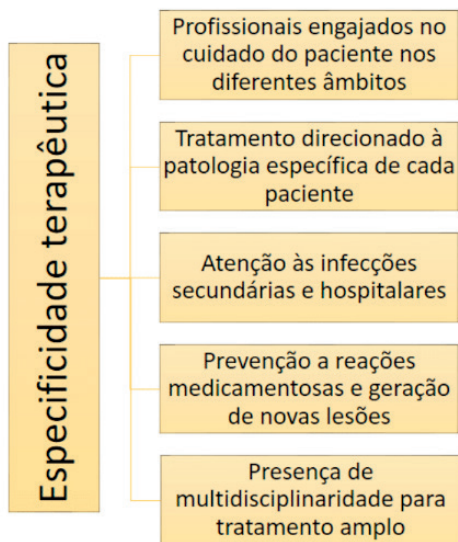 Especificidade terapêutica
Profissionais engajados no
cuidado do paciente nos
diferentes âmbitos
Tratamento direcionado à
patologia específica de cada
paciente
Atenção às infecções
secundárias e hospitalares
Prevenção a reações
medicamentosas e geração
de novas lesões
Presença de
multidisciplinaridade para
tratamento amplo